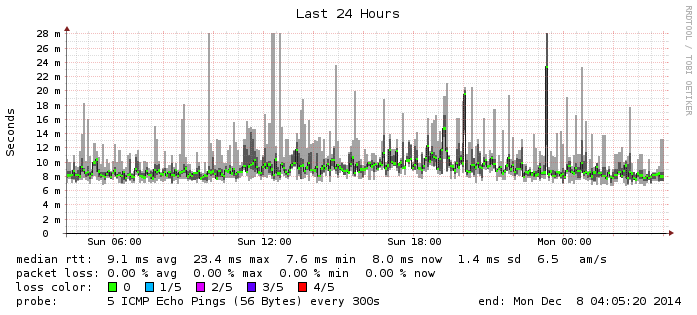 Last 24 Hours
RRDTOOL / TOBI OETIKER
Seconds
28 m
26 m
24 m
22 m
20 m
18 m
16 m
14 m
12 m
10 m
8 m
6 m
4 m
2 m
0
Sun 06:00 Sun 12:00 Sun 18:00 Mon 00:00
median rtt: 9.1 ms avg 23.4 ms max 7.6 ms min 8.0 ms now 1.4 ms sd 6.5 am/s
packet loss: 0.00 % avg 0.00 % max 0.00 % min 0.00 % now
loss color: 0 1/5 2/5 3/5 4/5
probe: 5 ICMP Echo Pings (56 Bytes) every 300s end: Mon Dec 8 04:05:20 2014